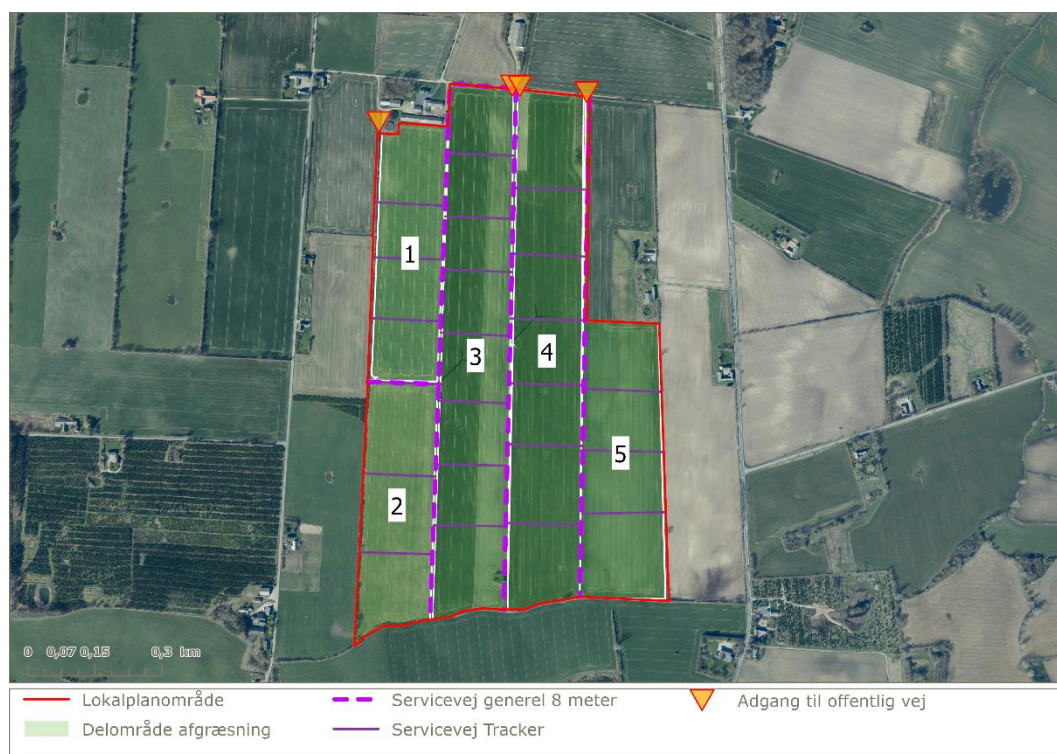 1
3
4
5
2
0 0,07 0,15 0,3 km
Lokalplanområde
Servicevej generel 8 meter
Adgang til offentlig vej
Delområde afgræsning
Servicevej Tracker